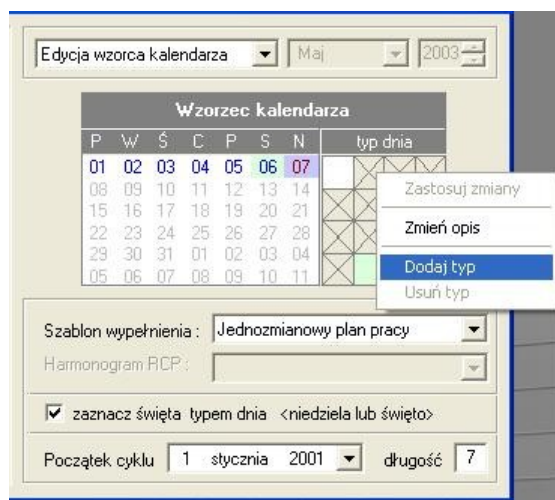 Edycja wzorca kalendarza Maj 2003
Wzorzec kalendarza
P W Ś C P S N typ dnia
01 02 03 04 05 06 07
08 09 10 11 12 13 14
15 16 17 18 19 20 21
22 23 24 25 26 27 28
29 30 31 01 02 03 04
05 06 07 08 09 10 11
Zastosuj zmiany
Zmień opis
Dodaj typ
Usuń typ
Szablon wypełnienia : Jednozmianowy plan pracy
Harmonogram RCP :
zaznacz święta typem dnia <niedziela lub święto>
Początek cyklu 1 stycznia 2001 długość 7